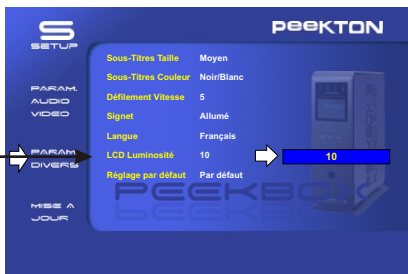 S
SETUP
PEEKTON
Sous-Titres Taille Moyen
Sous-Titres Couleur Noir/Blanc
PARAM.
AUDIO
VIDEO
Défilement Vitesse 5
Signet Allumé
Langue Français
PARAM
DIVERS
LCD Luminosité 10
10
Réglage par défaut Par défaut
PEEKBOX
MISE A
JOUR